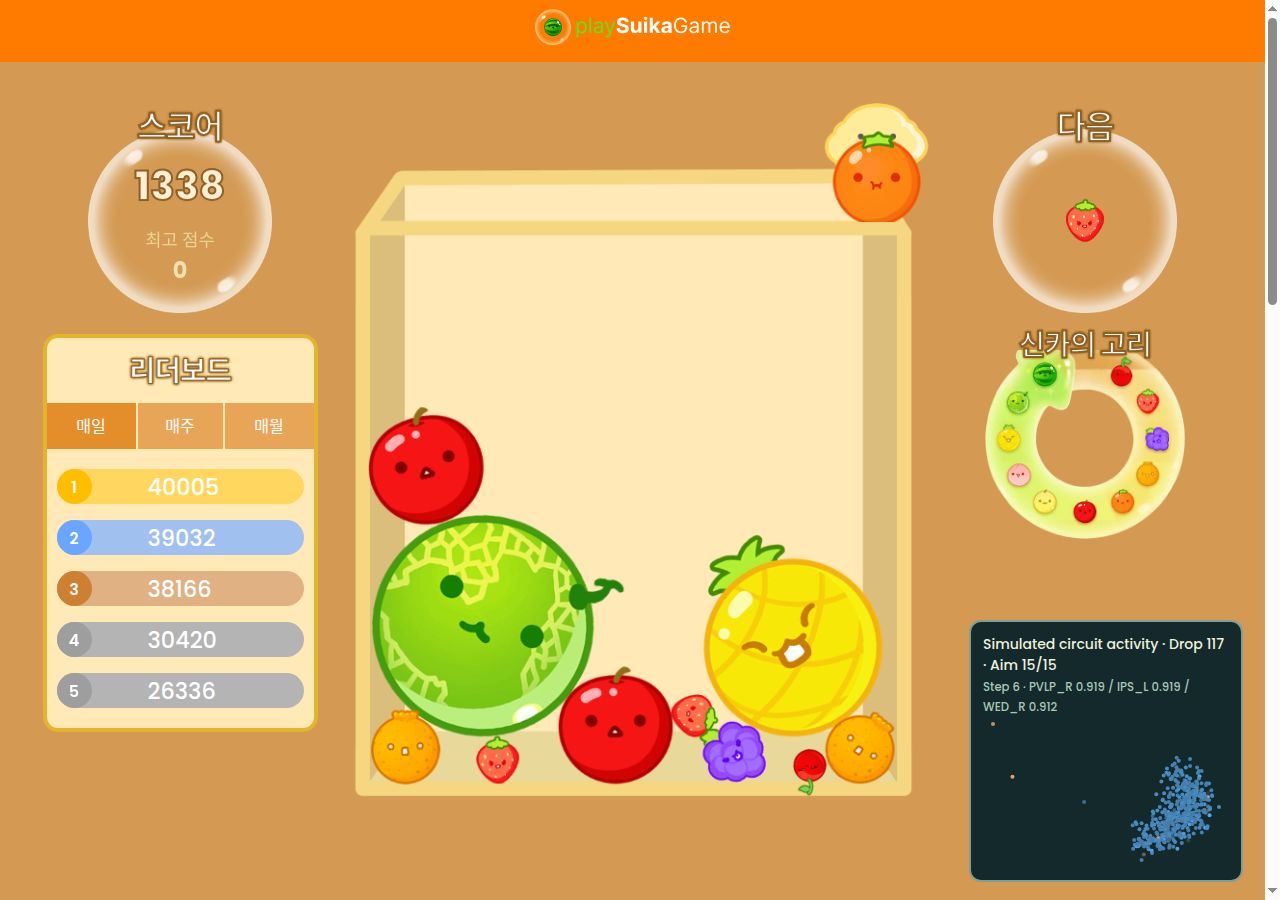 playSuikaGame
스코어
1338
최고 점수
0
다음
신카의 고리
리더보드
매일 매주 매월
1 40005
2 39032
3 38166
4 30420
5 26336
Simulated circuit activity · Drop 117
· Aim 15/15
Step 6 · PVLP_R 0.919 / IPS_L 0.919 /
WED_R 0.912